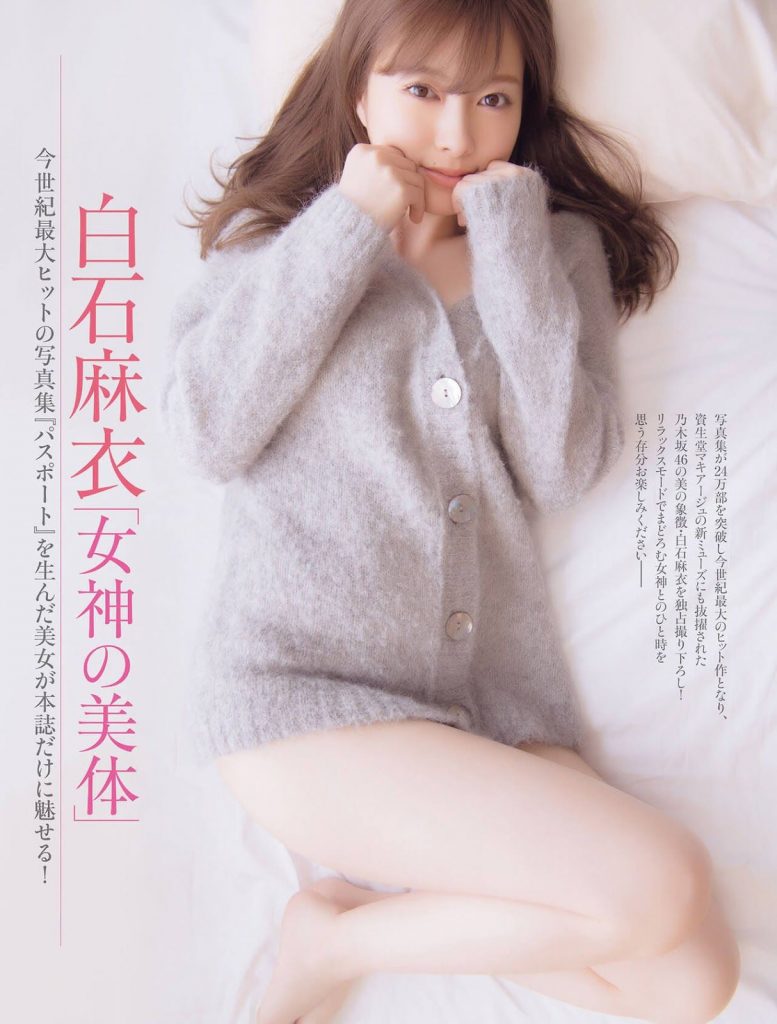 写真集が24万部を突破し今世紀最大のヒット作となり、
資生堂マキアージュの新ミューズにも抜擢された
乃木坂46の美の象徴・白石麻衣を独占撮り下ろし！
リラックスモードでまどろむ女神とのひと時を
思う存分お楽しみください――
白石麻衣「女神の美体」
今世紀最大ヒットの写真集『パスポート』を生んだ美女が本誌だけに魅せる！